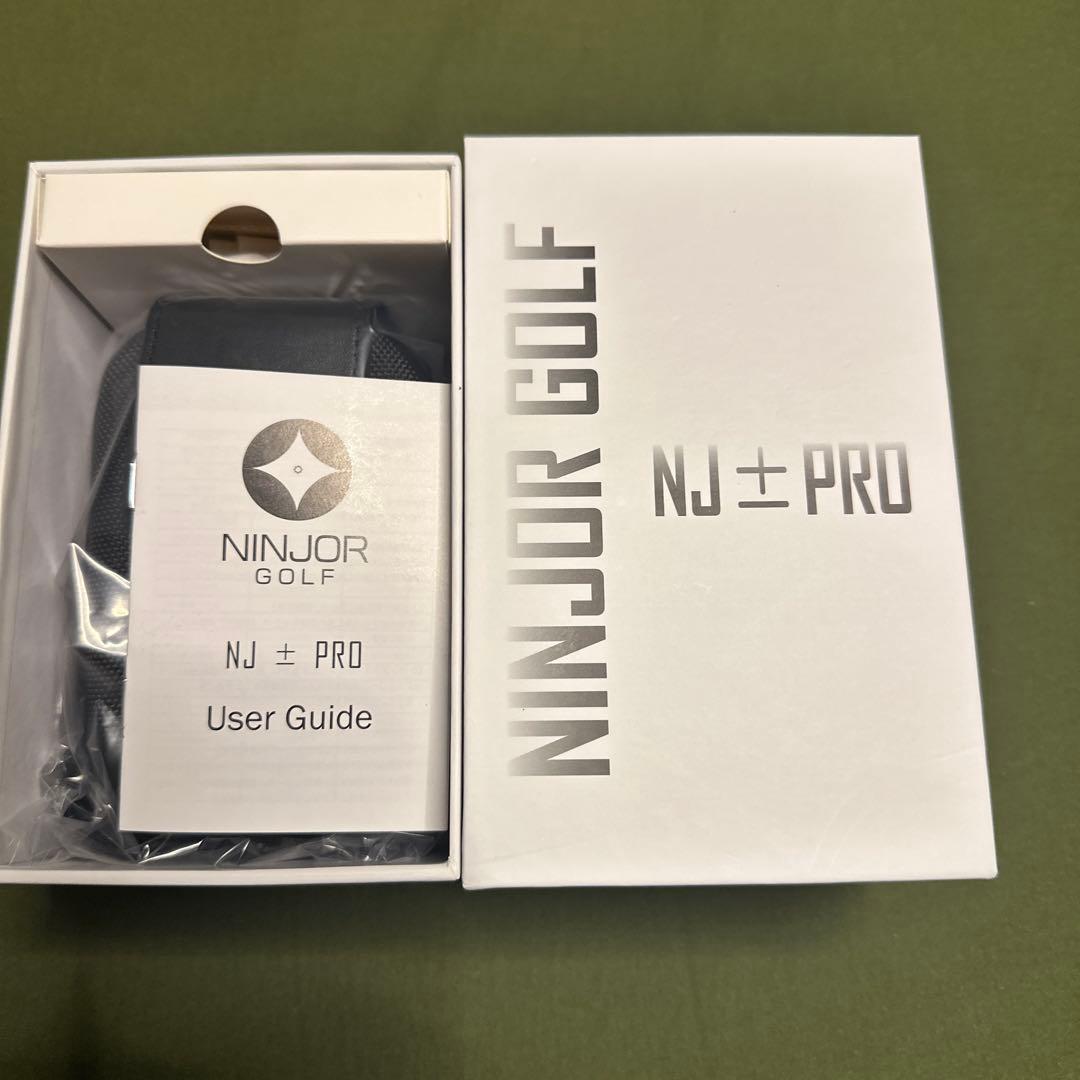 NINJOR
GOLF
NJ ± PRO
User Guide
NINJOR GOLF
NJ ± PRO